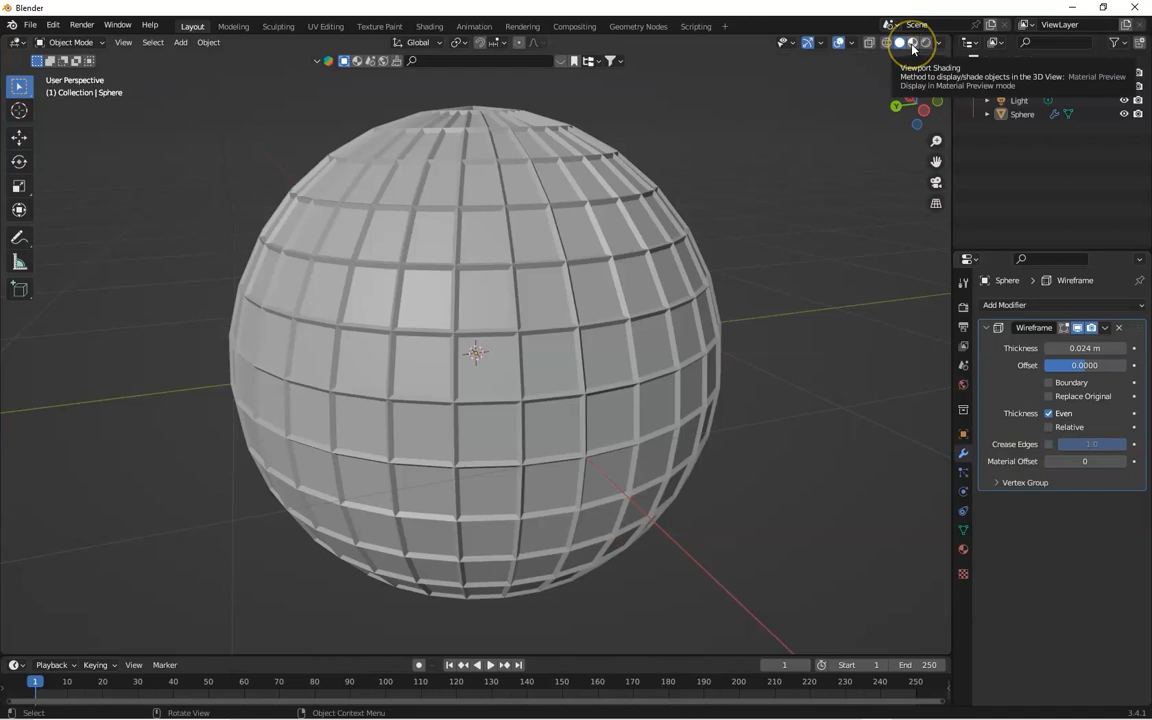 Blender
File Edit Render Window Help
Layout Modeling Sculpting UV Editing Texture Paint Shading Animation Rendering Compositing Geometry Nodes Scripting +
Scene
ViewLayer
Object Mode View Select Add Object
Global
User Perspective
(1) Collection | Sphere
Viewport Shading
Method to display/shade objects in the 3D View: Material Preview
Display in Material Preview mode
Y
Light
Sphere
Sphere > Wireframe
Add Modifier
Wireframe
Thickness 0.024 m
Offset 0.0000
Boundary
Replace Original
Thickness Even
Relative
Crease Edges 1.0
Material Offset 0
Vertex Group
Playback Keying View Marker
1 Start 1 End 250
1 10 20 30 40 50 60 70 80 90 100 110 120 130 140 150 160 170 180 190 200 210 220 230 240 250
Select Rotate View Object Context Menu 3.4.1